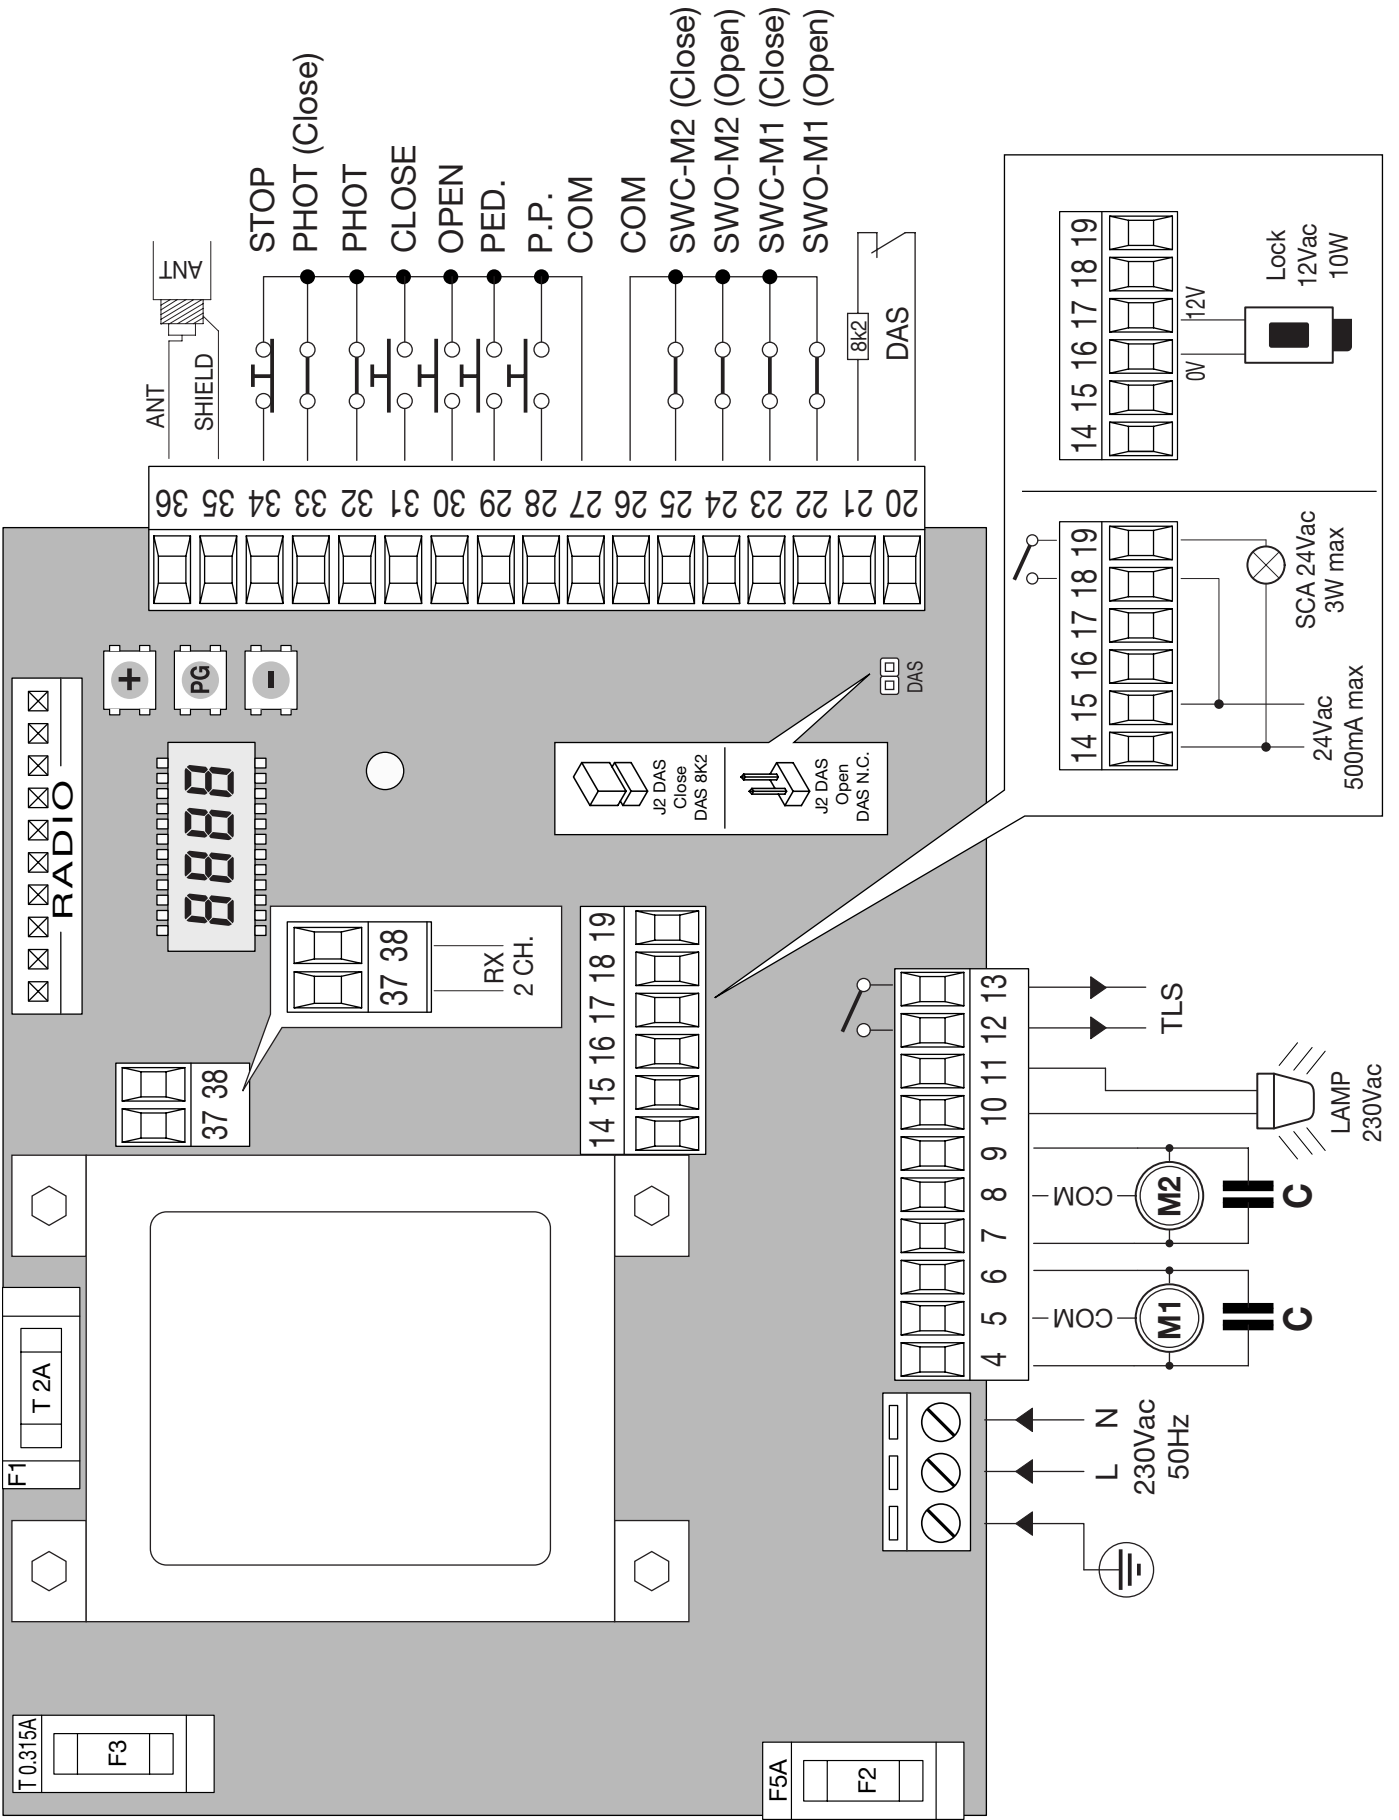 T 0.315A
F3
F1
T 2A
F5A
F2
RADIO
+
PG
-
8888
37 38
37 38
RX
2 CH.
14 15 16 17 18 19
J2 DAS
Close
DAS 8K2
J2 DAS
Open
DAS N.C.
DAS
ANT
ANT
SHIELD
STOP
PHOT (Close)
PHOT
CLOSE
OPEN
PED.
P.P.
COM
COM
SWC-M2 (Close)
SWO-M2 (Open)
SWC-M1 (Close)
SWO-M1 (Open)
8k2
DAS
36
35
34
33
32
31
30
29
28
27
26
25
24
23
22
21
20
L N
230Vac
50Hz
4 5 6 7 8 9 10 11 12 13
COM
M1
C
COM
M2
C
LAMP
230Vac
TLS
14 15 16 17 18 19
24Vac
500mA max
SCA 24Vac
3W max
14 15 16 17 18 19
0V
12V
Lock
12Vac
10W